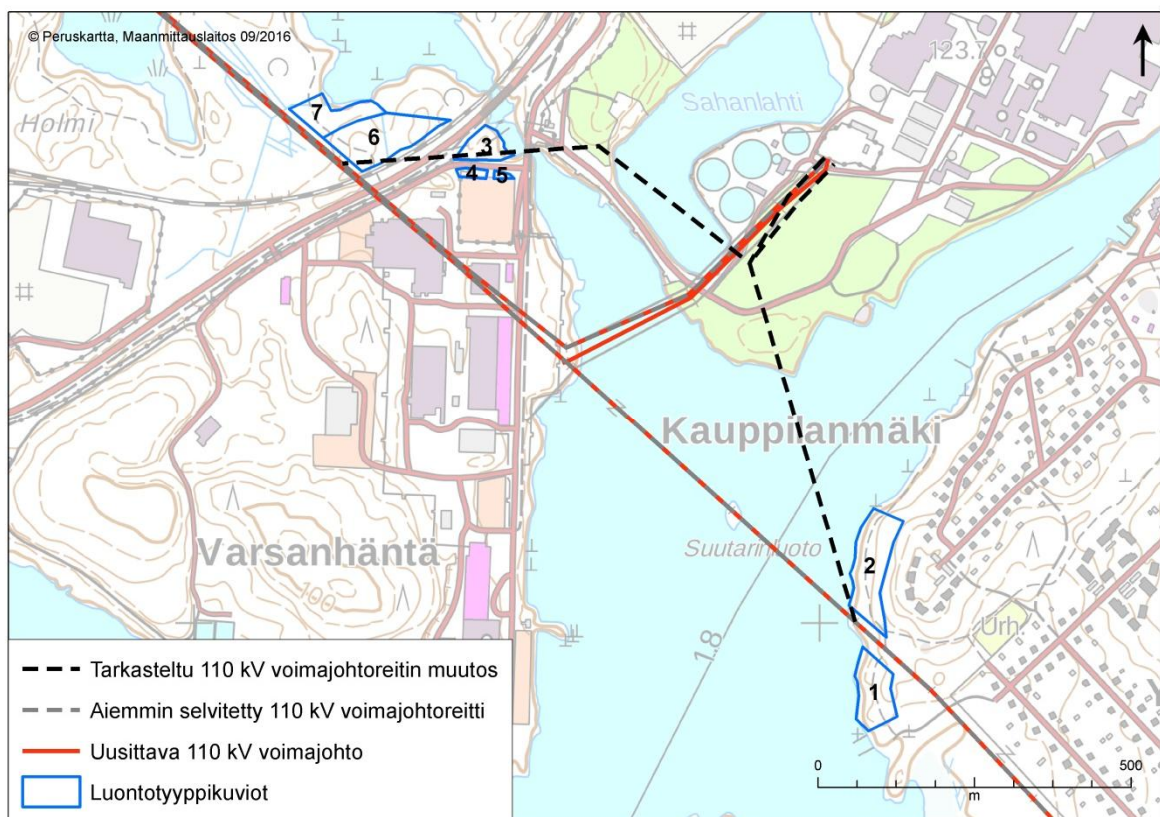 © Peruskartta, Maanmittauslaitos 09/2016
123.7
Sahanlahti
Holmi
7
6
3
4
5
Kauppilanmäki
Varsanhäntä
100
Suutarinluoto
2
1.8
Urh.
1
Tarkasteltu 110 kV voimajohtoreitin muutos
Aiemmin selvitetty 110 kV voimajohtoreitti
Uusittava 110 kV voimajohto
Luontotyyppikuviot
0 500
m